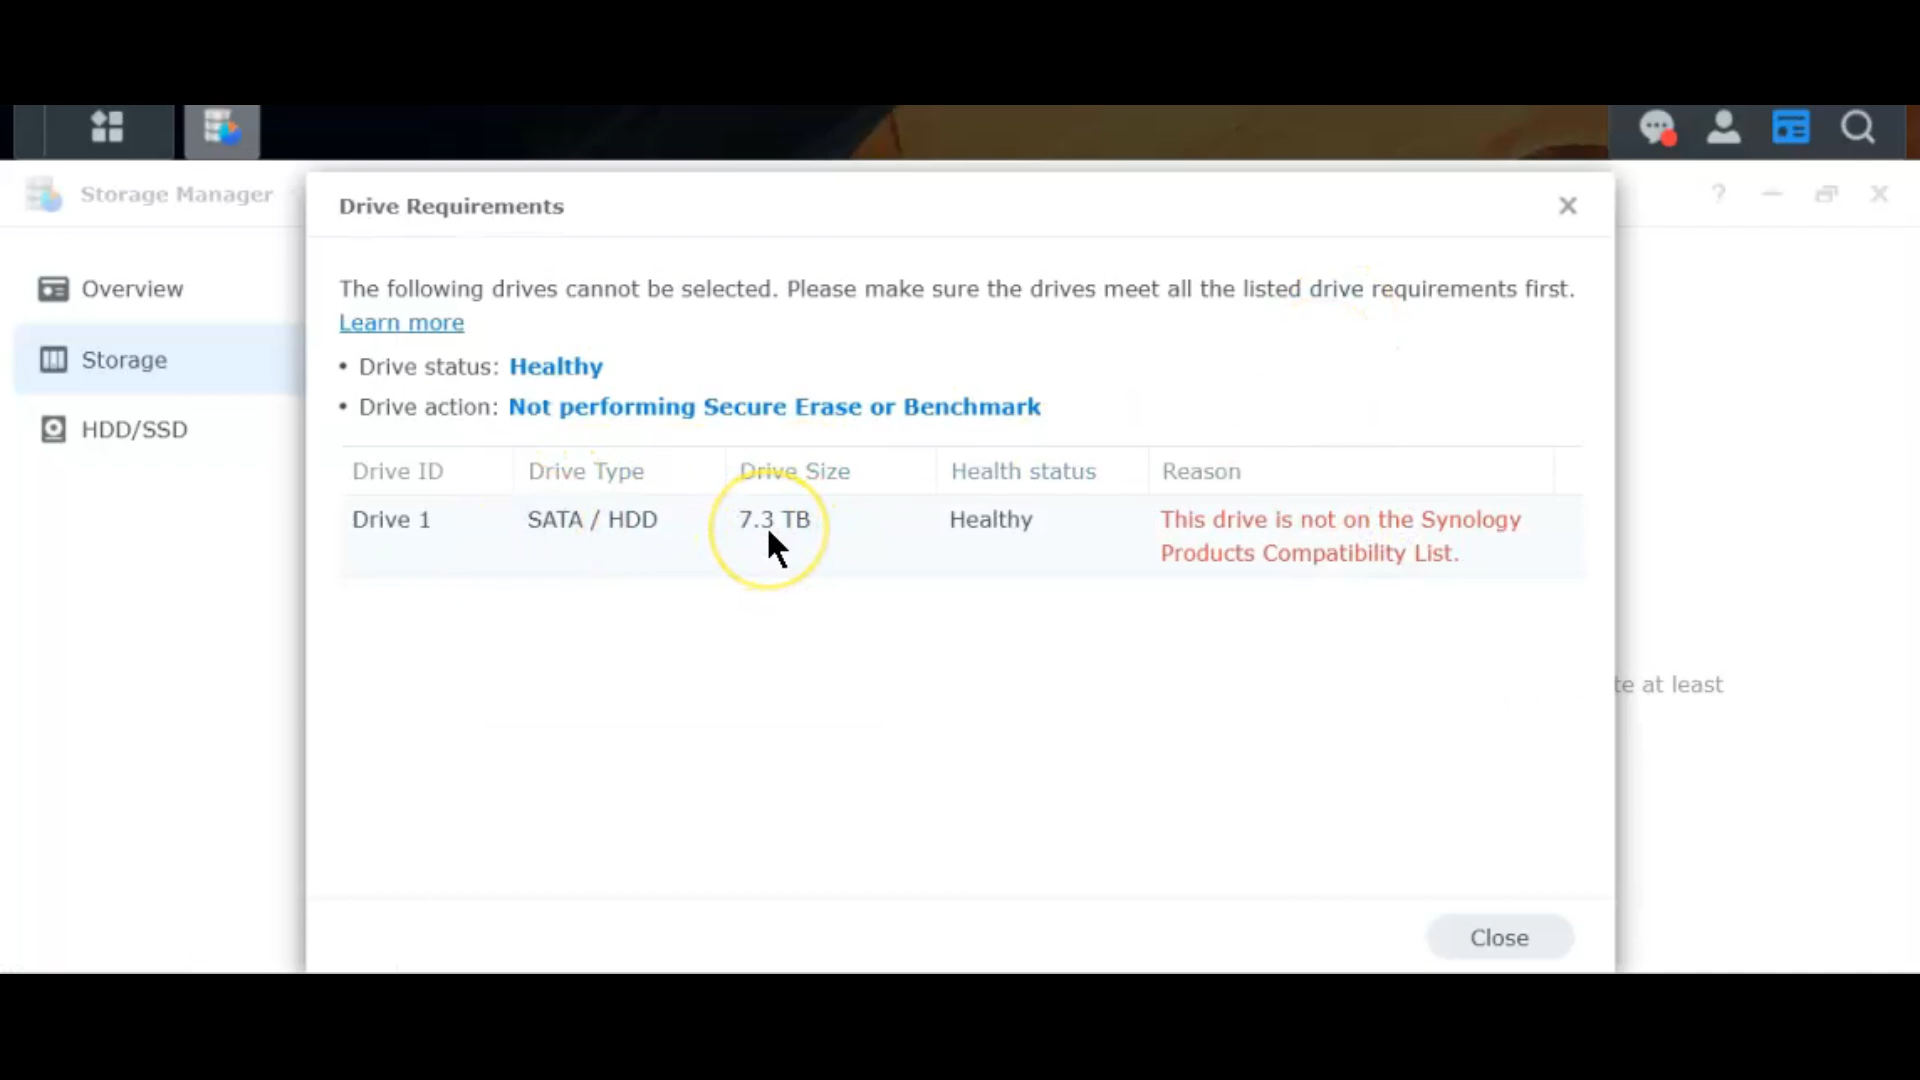 Storage Manager
Drive Requirements
Overview
Storage
HDD/SSD
The following drives cannot be selected. Please make sure the drives meet all the listed drive requirements first.
Learn more
• Drive status: Healthy
• Drive action: Not performing Secure Erase or Benchmark
Drive ID Drive Type Drive Size Health status Reason
Drive 1 SATA / HDD 7.3 TB Healthy This drive is not on the Synology
Products Compatibility List.
te at least
Close